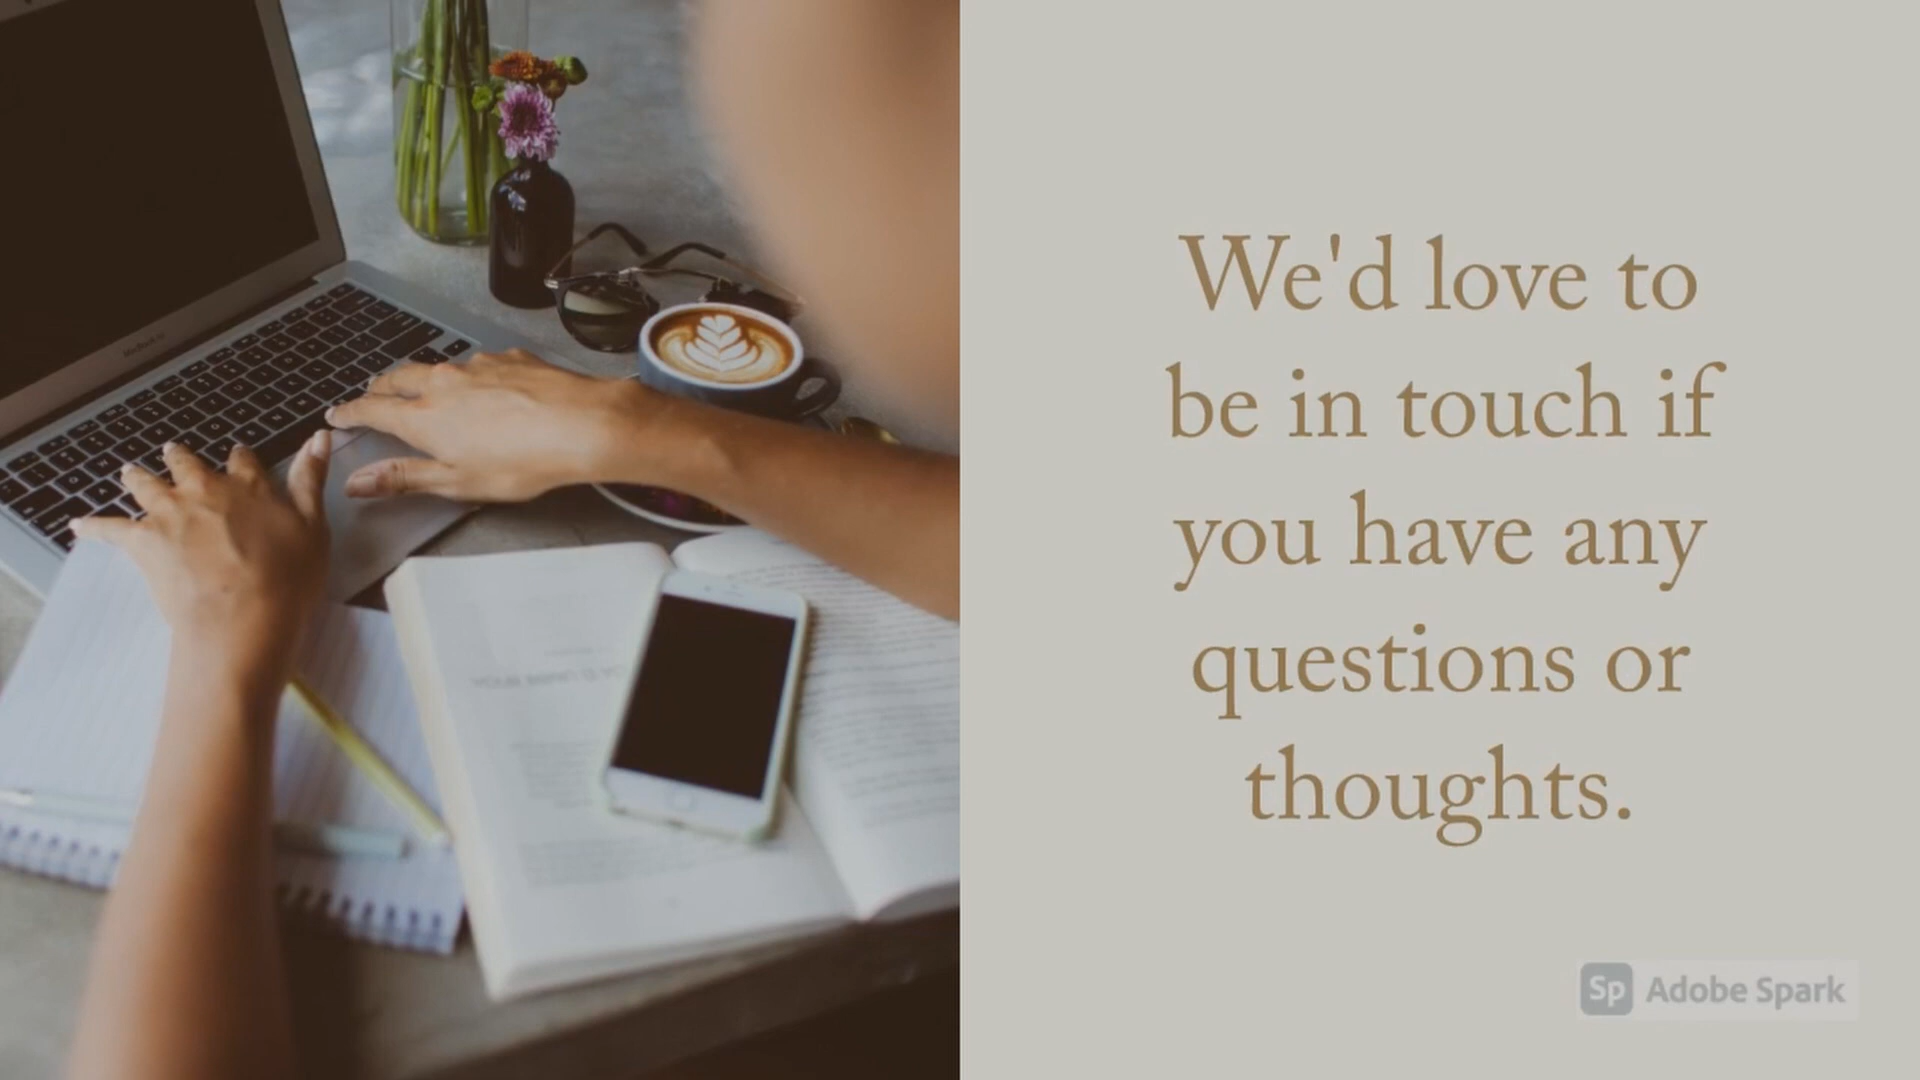 We'd love to
be in touch if
you have any
questions or
thoughts.
Sp Adobe Spark